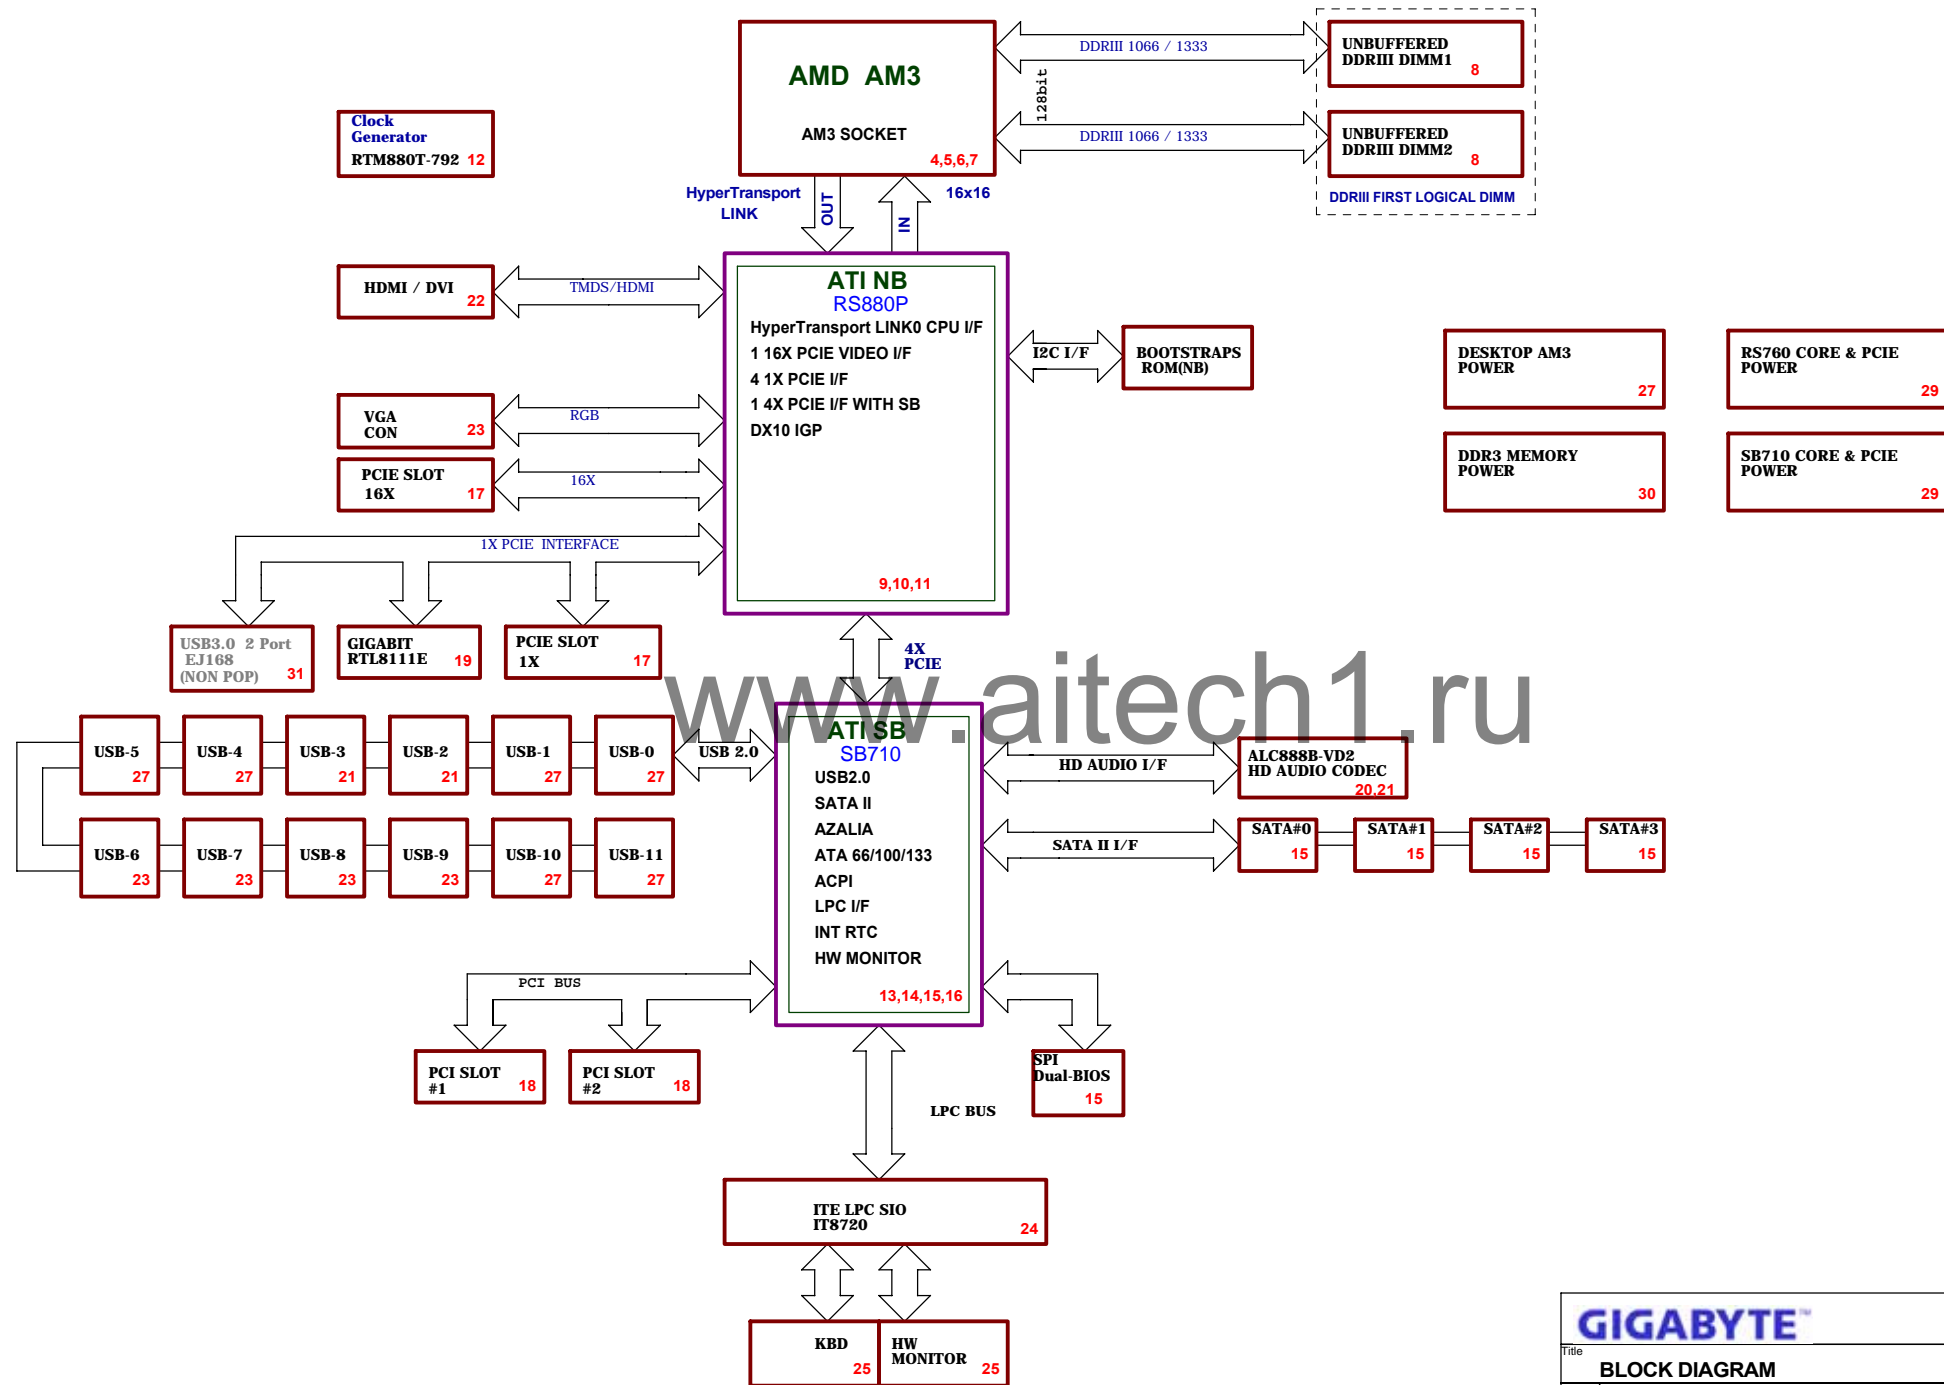 AMD AM3
AM3 SOCKET
4,5,6,7
DDRIII 1066 / 1333
128bit
DDRIII 1066 / 1333
UNBUFFERED
DDRIII DIMM1
8
UNBUFFERED
DDRIII DIMM2
8
DDRIII FIRST LOGICAL DIMM
Clock
Generator
RTM880T-792 12
HyperTransport
LINK
OUT
IN
16x16
HDMI / DVI
22
TMDS/HDMI
VGA
CON
23
RGB
PCIE SLOT
16X
17
16X
1X PCIE INTERFACE
ATI NB
RS880P
HyperTransport LINK0 CPU I/F
1 16X PCIE VIDEO I/F
4 1X PCIE I/F
1 4X PCIE I/F WITH SB
DX10 IGP
9,10,11
I2C I/F
BOOTSTRAPS
ROM(NB)
DESKTOP AM3
POWER
27
RS760 CORE & PCIE
POWER
29
DDR3 MEMORY
POWER
30
SB710 CORE & PCIE
POWER
29
USB3.0 2 Port
EJ168
(NON POP)
31
GIGABIT
RTL8111E
19
PCIE SLOT
1X
17
4X
PCIE
www.aitech1.ru
USB-5
27
USB-4
27
USB-3
21
USB-2
21
USB-1
27
USB-0
27
USB 2.0
USB-6
23
USB-7
23
USB-8
23
USB-9
23
USB-10
27
USB-11
27
ATI SB
SB710
USB2.0
SATA II
AZALIA
ATA 66/100/133
ACPI
LPC I/F
INT RTC
HW MONITOR
13,14,15,16
HD AUDIO I/F
ALC888B-VD2
HD AUDIO CODEC
20,21
SATA II I/F
SATA#0
15
SATA#1
15
SATA#2
15
SATA#3
15
PCI BUS
PCI SLOT
#1
18
PCI SLOT
#2
18
SPI
Dual-BIOS
15
LPC BUS
ITE LPC SIO
IT8720
24
KBD
25
HW
MONITOR
25
GIGABYTE™
Title
BLOCK DIAGRAM